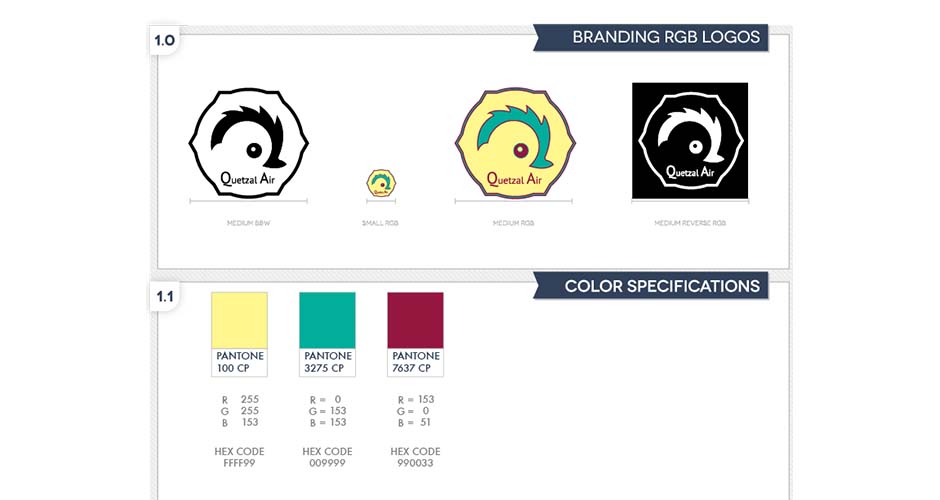 1.0
BRANDING RGB LOGOS
Quetzal Air
Quetzal Air
Quetzal Air
Quetzal Air
MEDIUM B&W
SMALL RGB
MEDIUM RGB
MEDIUM REVERSE RGB
1.1
COLOR SPECIFICATIONS
PANTONE
100 CP
R 255
G 255
B 153
HEX CODE
FFFF99
PANTONE
3275 CP
R = 0
G = 153
B = 153
HEX CODE
009999
PANTONE
7637 CP
R = 153
G = 0
B = 51
HEX CODE
990033